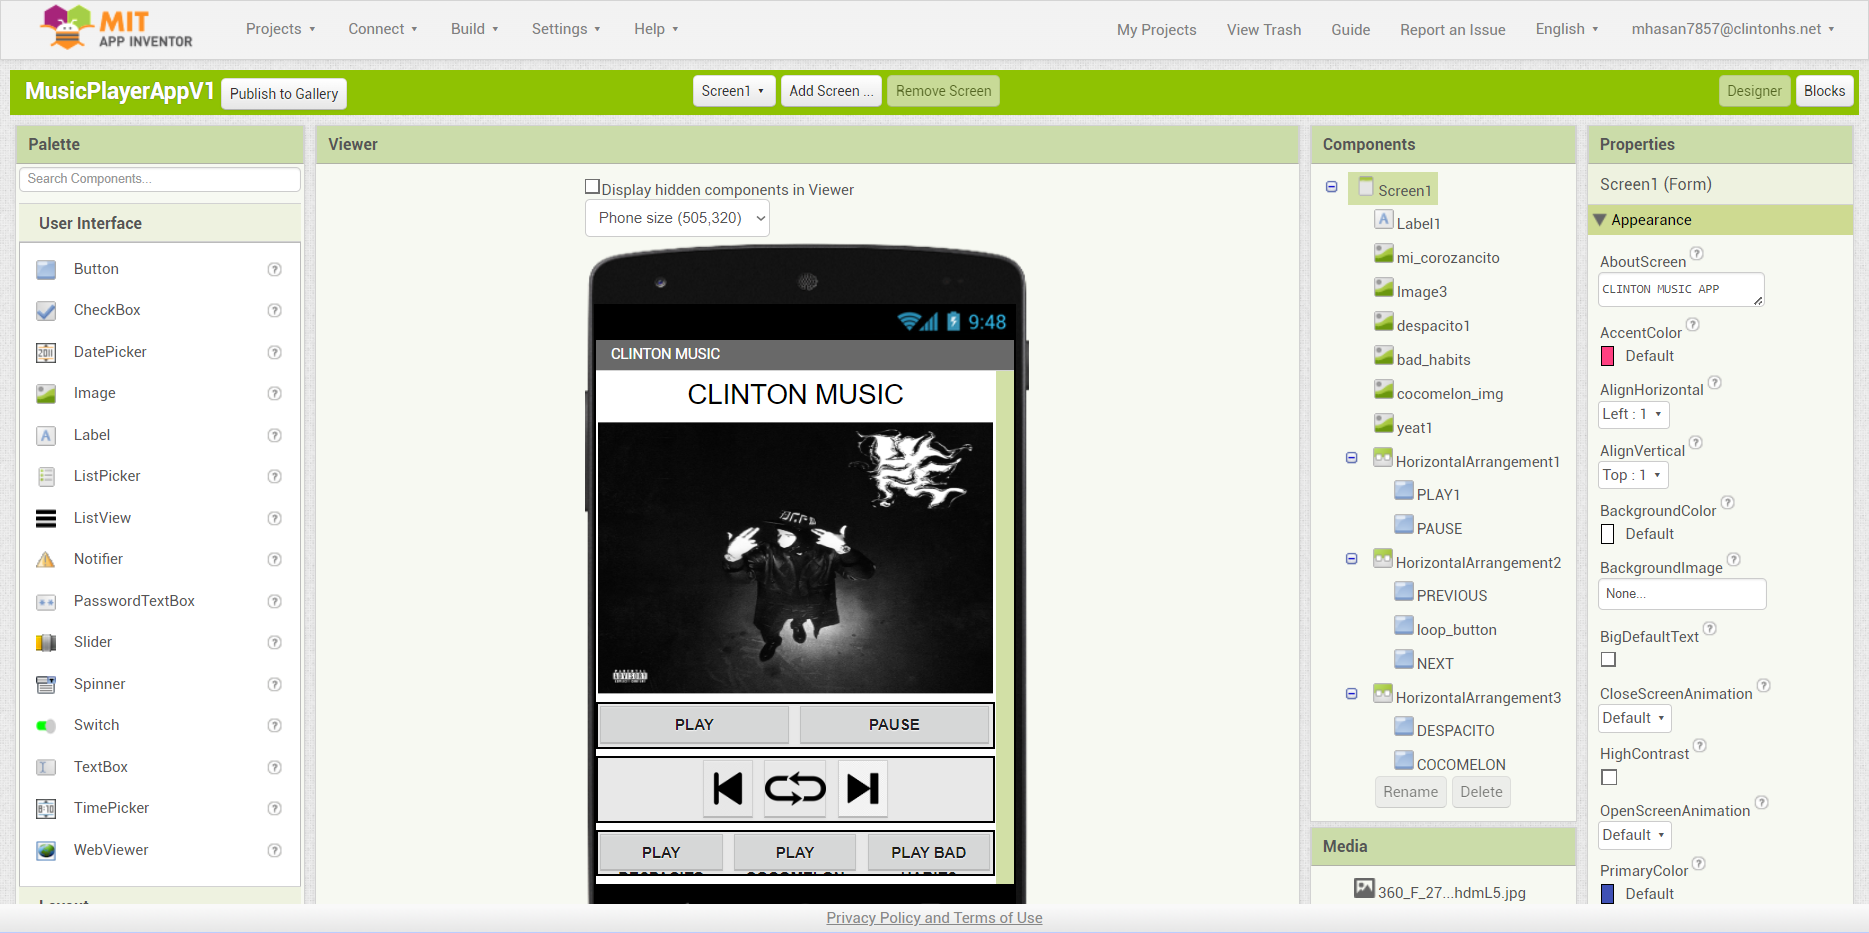 MIT
APP INVENTOR
Projects
Connect
Build
Settings
Help
My Projects
View Trash
Guide
Report an Issue
English
mhasan7857@clintonhs.net
MusicPlayerAppV1
Publish to Gallery
Screen1
Add Screen ...
Remove Screen
Designer
Blocks
Palette
Search Components...
User Interface
Button
?
CheckBox
?
DatePicker
?
Image
?
Label
?
ListPicker
?
ListView
?
Notifier
?
PasswordTextBox
?
Slider
?
Spinner
?
Switch
?
TextBox
?
TimePicker
?
WebViewer
?
Layout
Viewer
Display hidden components in Viewer
Phone size (505,320)
9:48
CLINTON MUSIC
CLINTON MUSIC
PLAY
PAUSE
PLAY
DESPACITO
PLAY
COCOMELON
PLAY BAD
HABITS
Components
Screen1
Label1
mi_corozancito
Image3
despacito1
bad_habits
cocomelon_img
yeat1
HorizontalArrangement1
PLAY1
PAUSE
HorizontalArrangement2
PREVIOUS
loop_button
NEXT
HorizontalArrangement3
DESPACITO
COCOMELON
Rename
Delete
Media
360_F_27...hdmL5.jpg
Properties
Screen1 (Form)
Appearance
AboutScreen ?
CLINTON MUSIC APP
AccentColor ?
Default
AlignHorizontal ?
Left : 1
AlignVertical ?
Top : 1
BackgroundColor ?
Default
BackgroundImage ?
None...
BigDefaultText ?
CloseScreenAnimation ?
Default
HighContrast ?
OpenScreenAnimation ?
Default
PrimaryColor ?
Default
Privacy Policy and Terms of Use